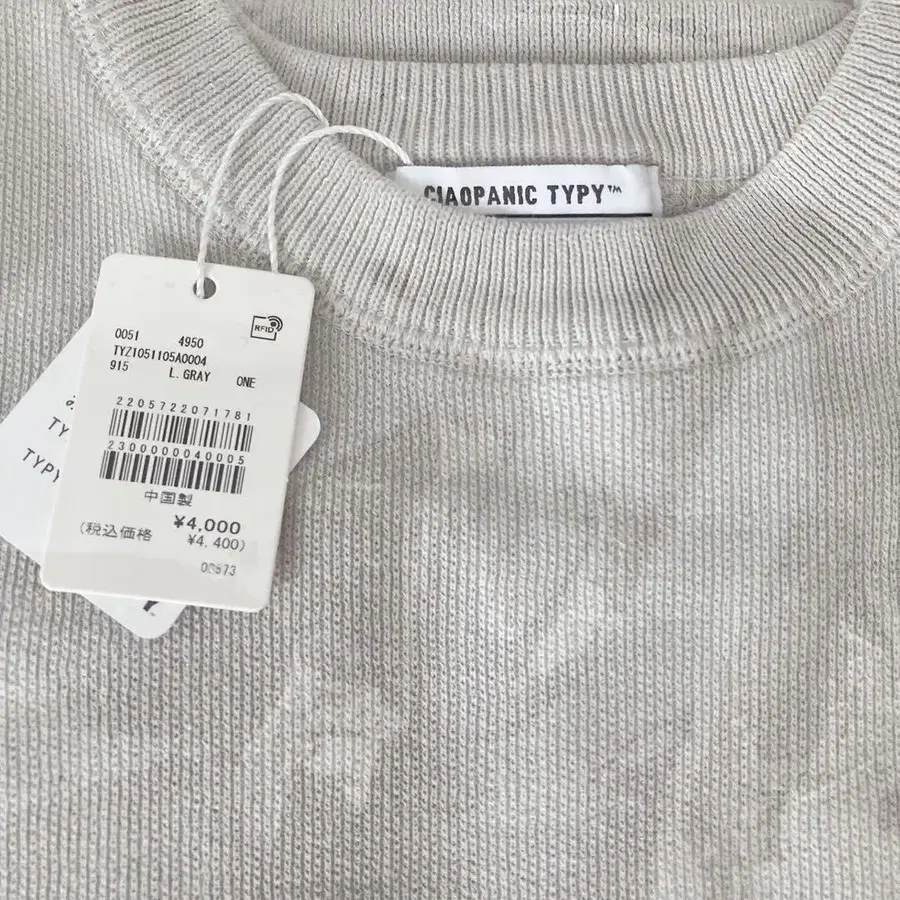 CIAOPANIC TYPY™
RFID
0051 4950
TYZ1051105A0004
915 L.GRAY ONE
2205722071781
2300000040005
中国製
¥4,000
(税込価格 ¥4,400)
TY
TYPY